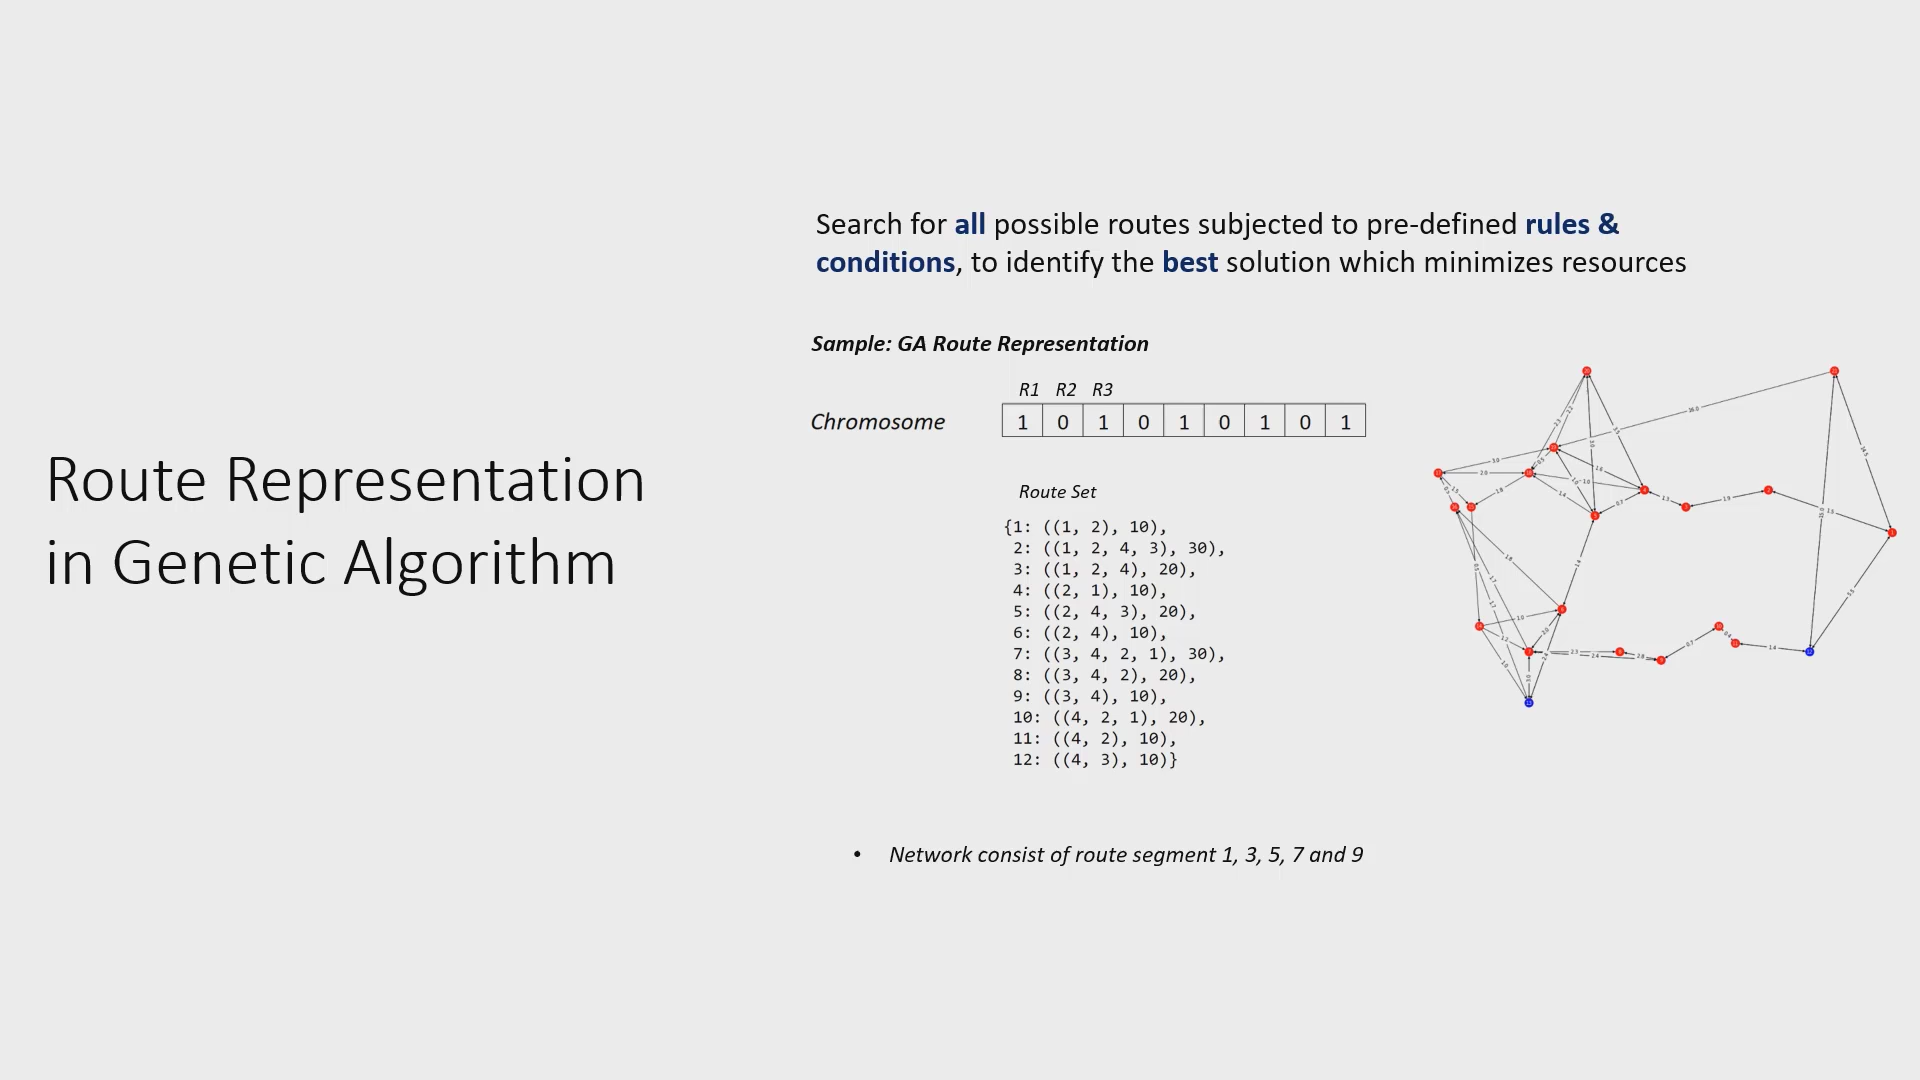 Route Representation
in Genetic Algorithm
Search for all possible routes subjected to pre-defined rules &
conditions, to identify the best solution which minimizes resources
Sample: GA Route Representation
R1 R2 R3
Chromosome 1 0 1 0 1 0 1 0 1
Route Set
{1: ((1, 2), 10),
2: ((1, 2, 4, 3), 30),
3: ((1, 2, 4), 20),
4: ((2, 1), 10),
5: ((2, 4, 3), 20),
6: ((2, 4), 10),
7: ((3, 4, 2, 1), 30),
8: ((3, 4, 2), 20),
9: ((3, 4), 10),
10: ((4, 2, 1), 20),
11: ((4, 2), 10),
12: ((4, 3), 10)}
• Network consist of route segment 1, 3, 5, 7 and 9
16.0